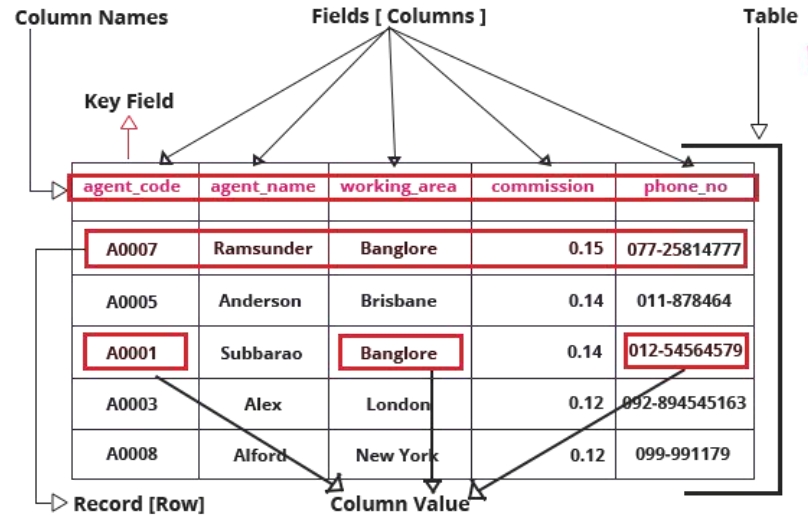 Column Names
Fields [ Columns ]
Table
Key Field
agent_code agent_name working_area commission phone_no
A0007 Ramsunder Banglore 0.15 077-25814777
A0005 Anderson Brisbane 0.14 011-878464
A0001 Subbarao Banglore 0.14 012-54564579
A0003 Alex London 0.12 092-894545163
A0008 Alford New York 0.12 099-991179
Record [Row]
Column Value